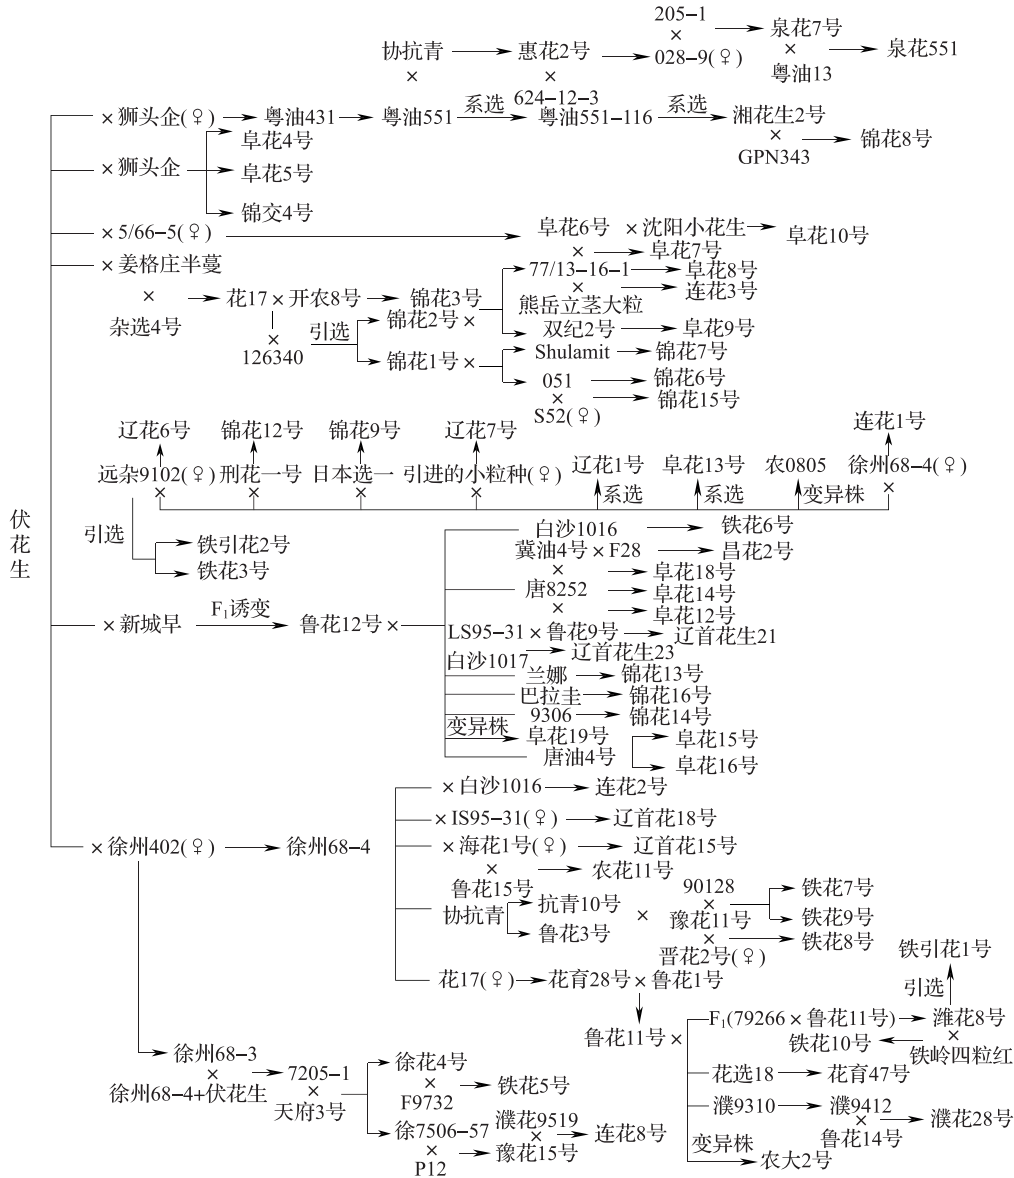 205-1
协抗青 惠花2号 × 泉花7号
× × 028-9(♀) × 泉花551
粤油13
系选 624-12-3 系选
×狮头企(♀) 粤油431 粤油551 粤油551-116 湘花生2号
阜花4号 × 锦花8号
GPN343
×狮头企 阜花5号
锦交4号
×5/66-5(♀) 阜花6号 ×沈阳小花生 阜花10号
× 阜花7号
×姜格庄半蔓 77/13-16-1 阜花8号
× × 连花3号
花17×开农8号 锦花3号
熊岳立茎大粒
杂选4号 引选 锦花2号× 双纪2号 阜花9号
×
126340 锦花1号× Shulamit 锦花7号
051 锦花6号
× 锦花15号
S52(♀)
连花1号
辽花6号 锦花12号 锦花9号 辽花7号
远杂9102(♀) 刑花一号 日本选一 引进的小粒种(♀) 辽花1号 阜花13号 农0805 徐州68-4(♀)
× × × × 系选 系选 变异株 ×
伏花生
引选 铁引花2号
铁花3号
白沙1016 铁花6号
冀油4号×F28 昌花2号
× 阜花18号
唐8252 阜花14号
× 阜花12号
F₁诱变
×新城早 鲁花12号×
LS95-31×鲁花9号 辽首花生21
白沙1017 辽首花生23
兰娜 锦花13号
巴拉圭 锦花16号
9306 锦花14号
变异株 阜花19号
唐油4号 阜花15号
阜花16号
×白沙1016 连花2号
×IS95-31(♀) 辽首花18号
×徐州402(♀) 徐州68-4 ×海花1号(♀) 辽首花15号
× 农花11号
鲁花15号
协抗青 抗青10号 × 90128 铁花7号
× 铁花9号
鲁花3号 豫花11号
× 铁花8号
晋花2号(♀)
花17(♀) 花育28号×鲁花1号
铁引花1号
引选
鲁花11号× F₁(79266×鲁花11号) 潍花8号
铁花10号 ×
铁岭四粒红
徐州68-3
×
徐州68-4+伏花生
7205-1
×
天府3号
徐花4号
× 铁花5号
F9732
徐7506-57 濮花9519
× × 连花8号
P12 豫花15号
花选18 花育47号
濮9310 濮9412
× 濮花28号
鲁花14号
变异株 农大2号